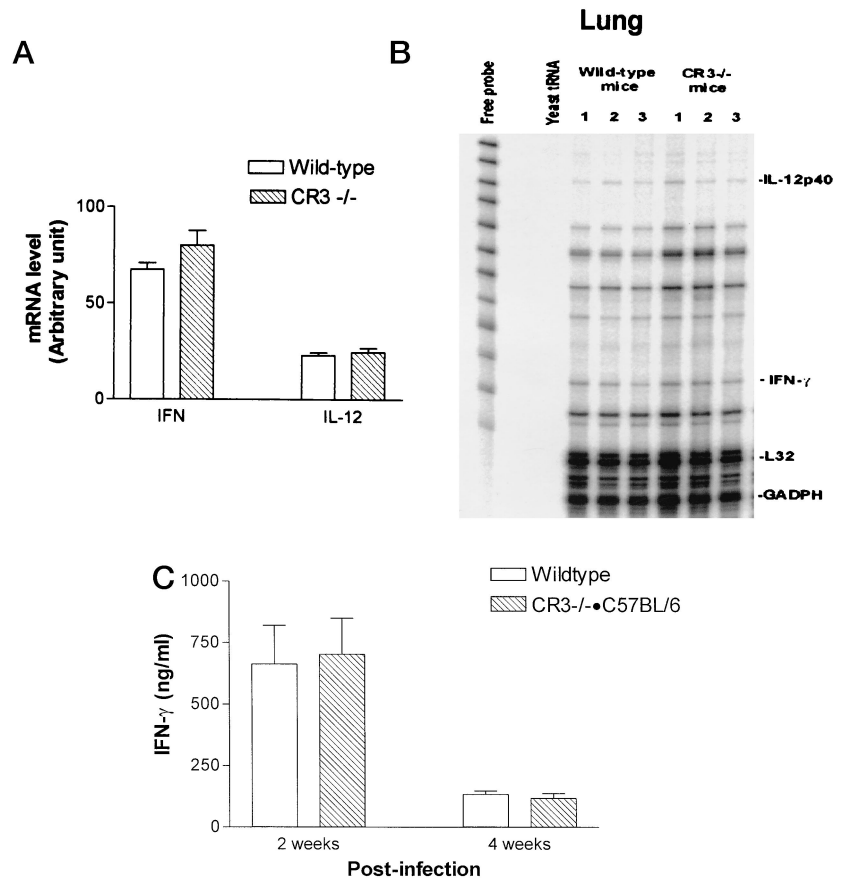 Lung
A
B
Free probe
Yeast tRNA
Wild-type
mice
CR3-/-
mice
1 2 3 1 2 3
Wild-type
CR3 -/-
mRNA level
(Arbitrary unit)
100
50
0
IFN
IL-12
-IL-12p40
- IFN-γ
-L32
-GADPH
C
Wildtype
CR3-/-•C57BL/6
IFN-γ (ng/ml)
1000
750
500
250
0
2 weeks
4 weeks
Post-infection